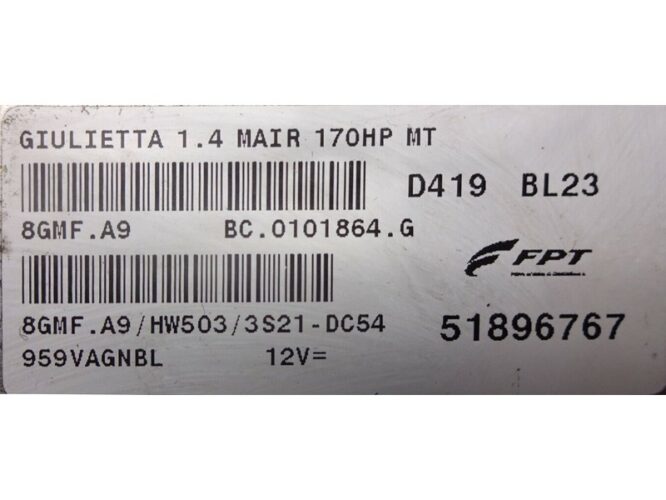 GIULIETTA 1.4 MAIR 170HP MT
D419 BL23
8GMF.A9 BC.0101864.G
FPT
8GMF.A9/HW503/3S21-DC54
51896767
959VAGNBL 12V=